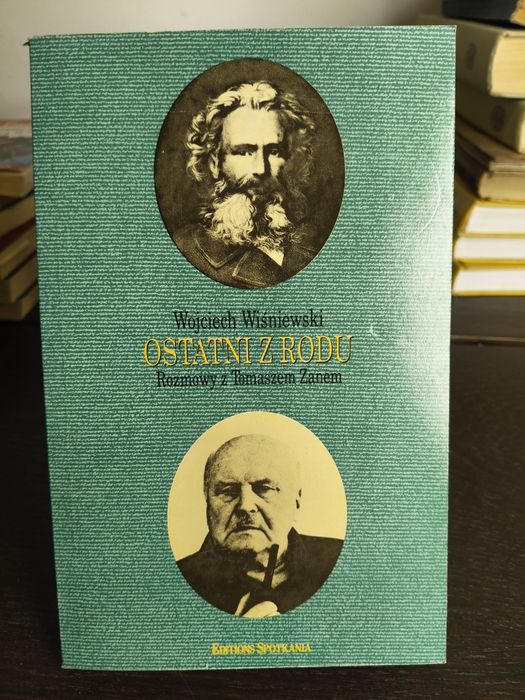 Wojciech Wiśniewski
OSTATNI Z RODU
Rozmowy z Tomaszem Zanem
EDITIONS SPOTKANIA